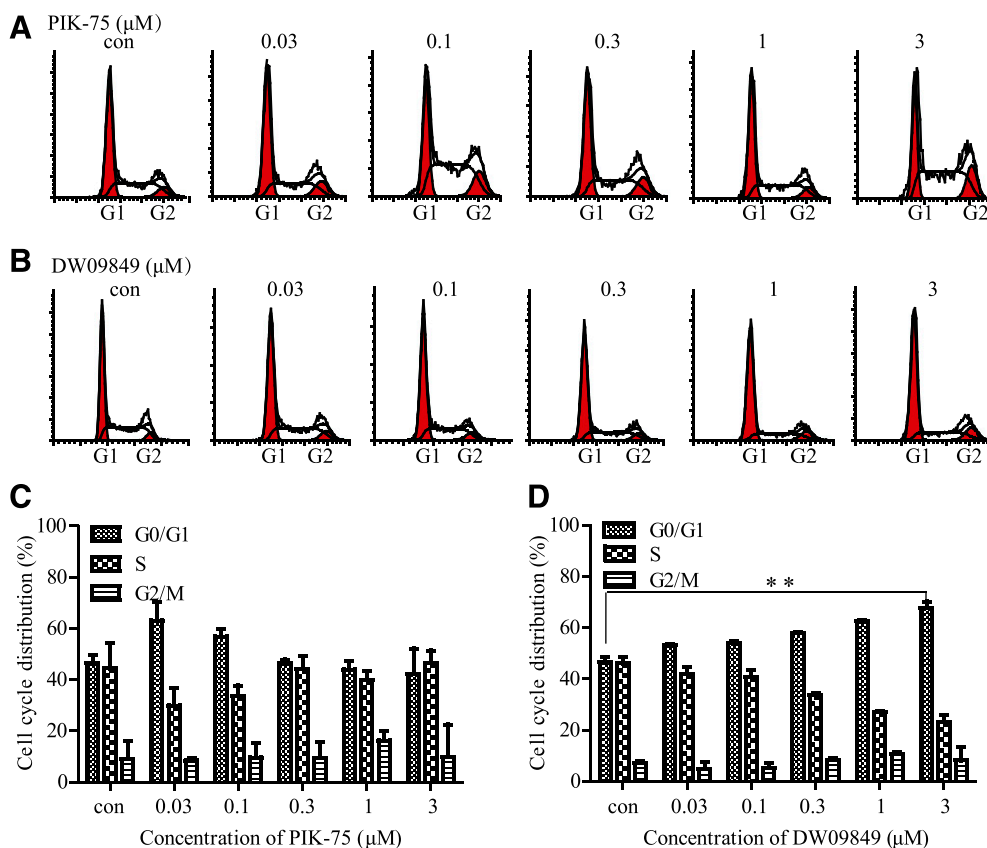 A
PIK-75 (μM)
con 0.03 0.1 0.3 1 3
G1 G2 G1 G2 G1 G2 G1 G2 G1 G2 G1 G2
B
DW09849 (μM)
con 0.03 0.1 0.3 1 3
G1 G2 G1 G2 G1 G2 G1 G2 G1 G2 G1 G2
C
Cell cycle distribution (%)
100
80
60
40
20
0
G0/G1
S
G2/M
con 0.03 0.1 0.3 1 3
Concentration of PIK-75 (μM)
D
Cell cycle distribution (%)
100
80
60
40
20
0
G0/G1
S
G2/M
**
con 0.03 0.1 0.3 1 3
Concentration of DW09849 (μM)